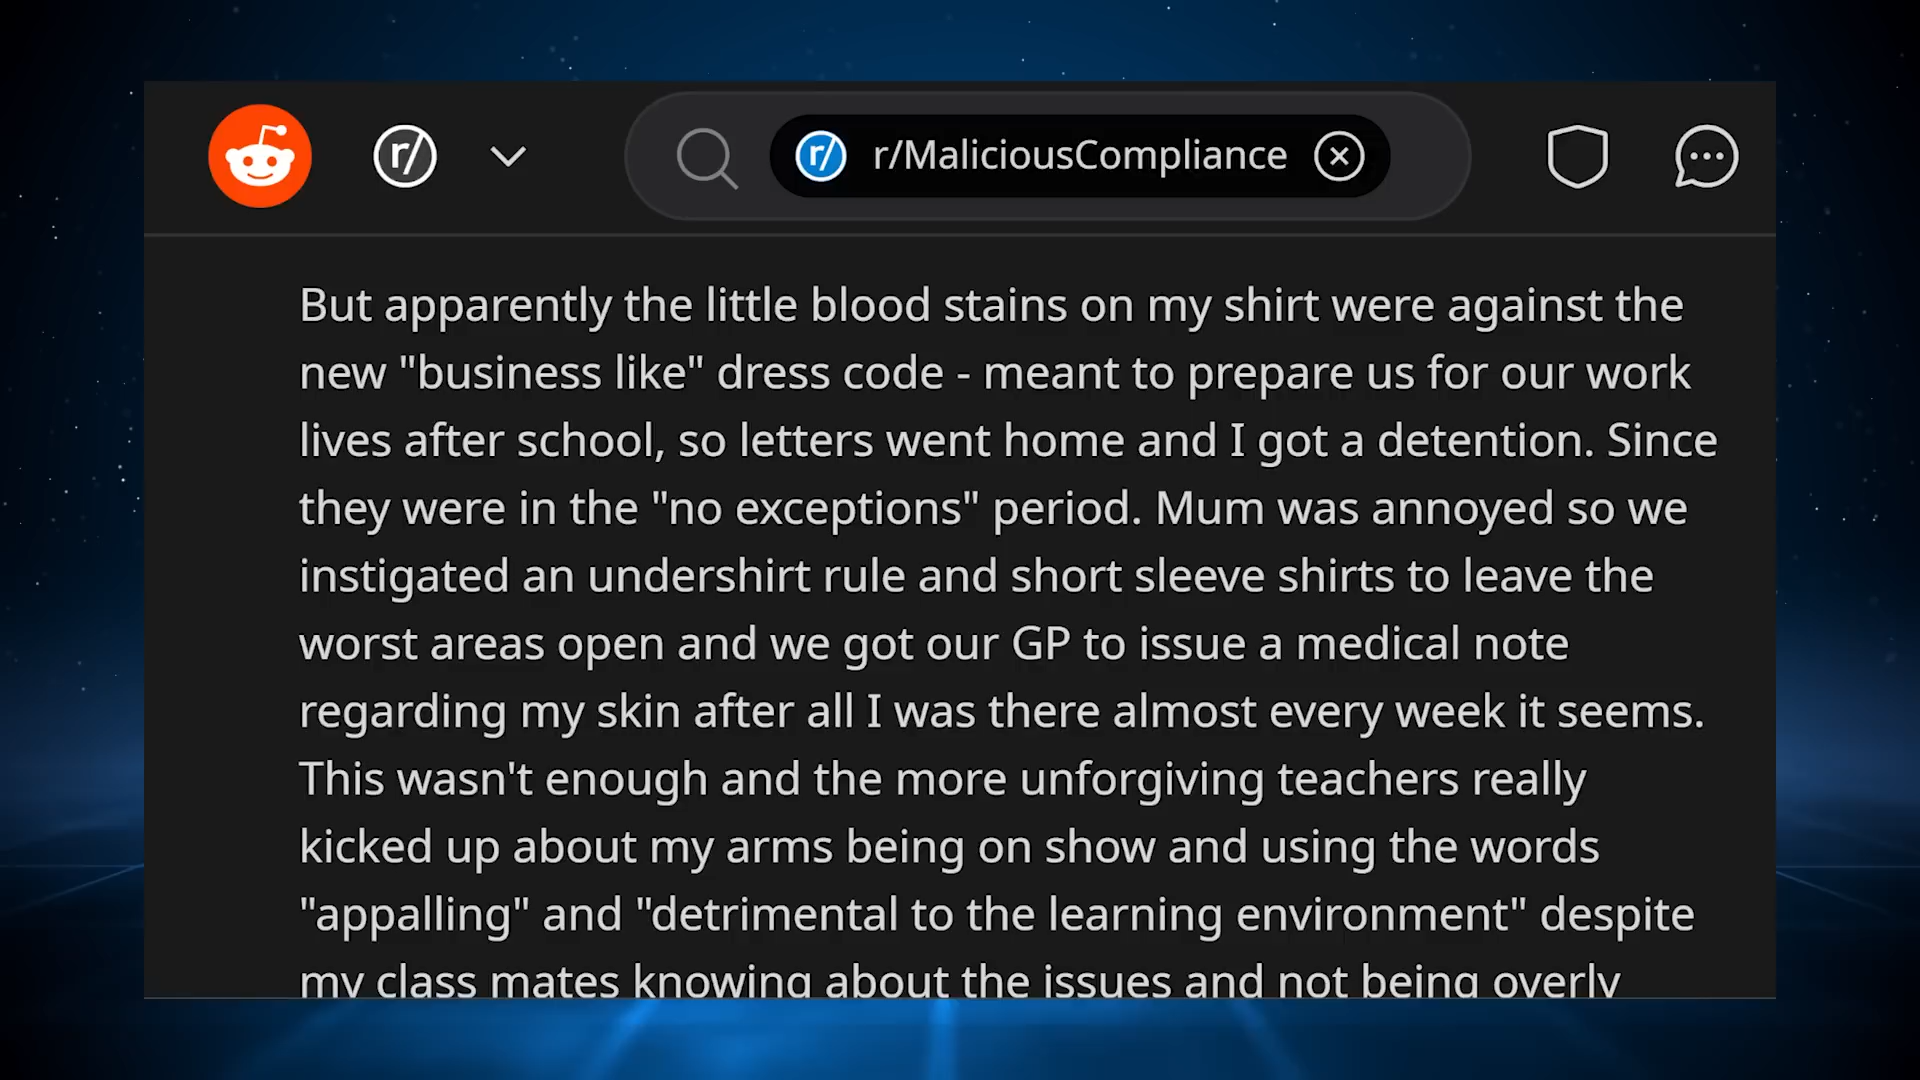 r/
r/ r/MaliciousCompliance
But apparently the little blood stains on my shirt were against the
new "business like" dress code - meant to prepare us for our work
lives after school, so letters went home and I got a detention. Since
they were in the "no exceptions" period. Mum was annoyed so we
instigated an undershirt rule and short sleeve shirts to leave the
worst areas open and we got our GP to issue a medical note
regarding my skin after all I was there almost every week it seems.
This wasn't enough and the more unforgiving teachers really
kicked up about my arms being on show and using the words
"appalling" and "detrimental to the learning environment" despite
my class mates knowing about the issues and not being overly